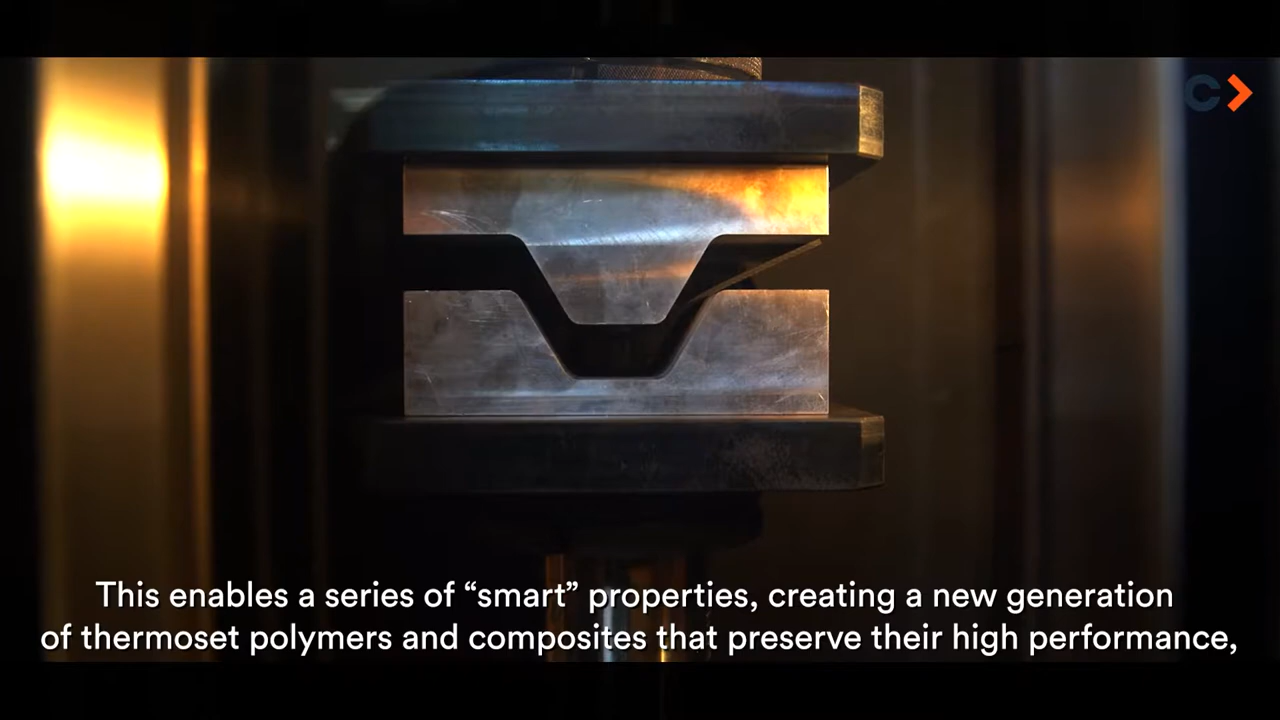 This enables a series of “smart” properties, creating a new generation
of thermoset polymers and composites that preserve their high performance,